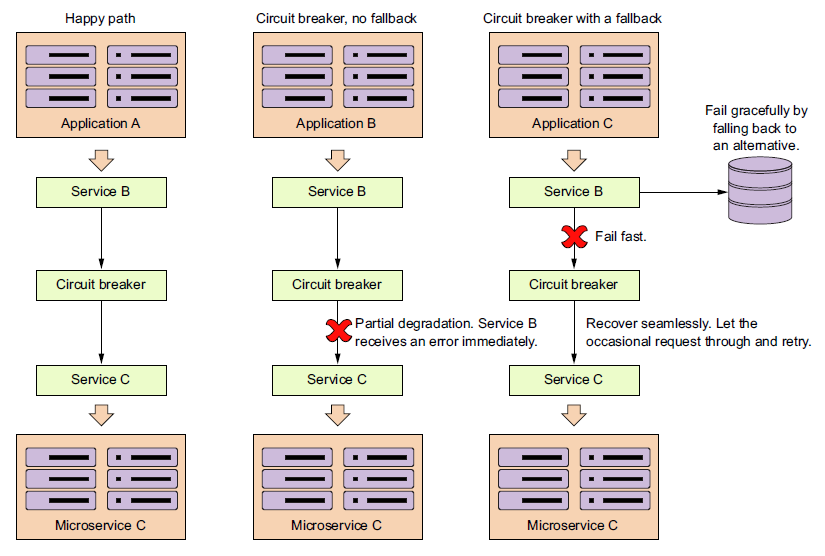 Happy path
Application A
Service B
Circuit breaker
Service C
Microservice C
Circuit breaker, no fallback
Application B
Service B
Circuit breaker
Partial degradation. Service B
receives an error immediately.
Service C
Microservice C
Circuit breaker with a fallback
Application C
Service B
Fail gracefully by
falling back to
an alternative.
Fail fast.
Circuit breaker
Recover seamlessly. Let the
occasional request through and retry.
Service C
Microservice C